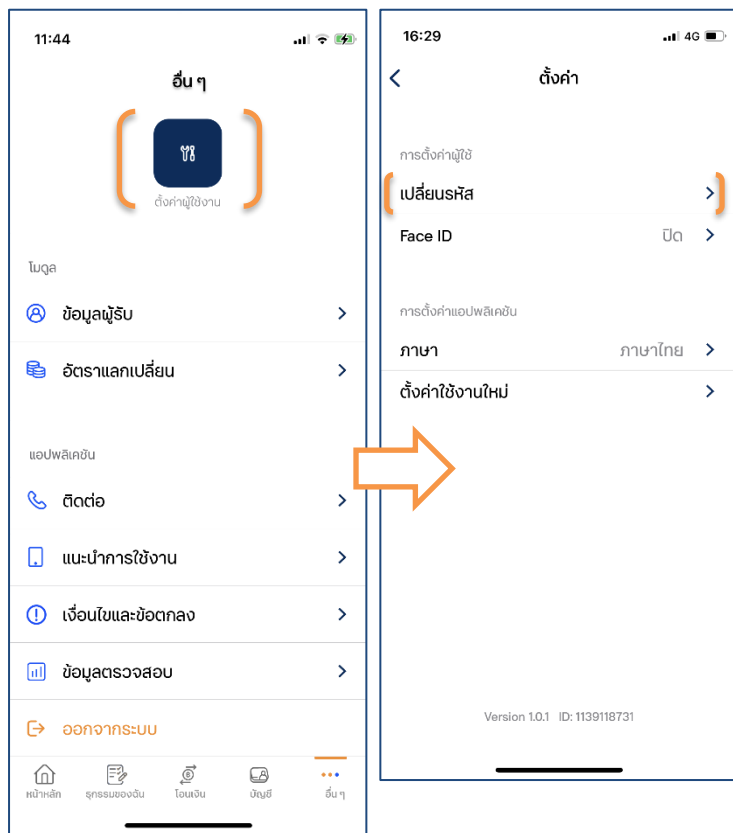 11:44
อื่น ๆ
ตั้งค่าผู้ใช้งาน
โมดูล
ข้อมูลผู้รับ
อัตราแลกเปลี่ยน
แอปพลิเคชัน
ติดต่อ
แนะนำการใช้งาน
เงื่อนไขและข้อตกลง
ข้อมูลตรวจสอบ
ออกจากระบบ
หน้าหลัก ธุกรรมของฉัน โอนเงิน บัญชี อื่น ๆ
16:29 4G
ตั้งค่า
การตั้งค่าผู้ใช้
เปลี่ยนรหัส
Face ID ปิด
การตั้งค่าแอปพลิเคชัน
ภาษา ภาษาไทย
ตั้งค่าใช้งานใหม่
Version 1.0.1 ID: 1139118731